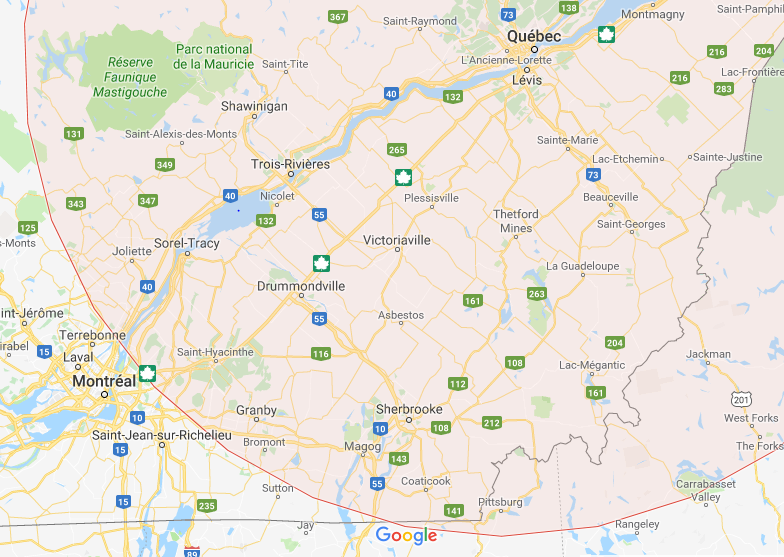 138
73
Montmagny
Saint-Pamphil
367
Saint-Raymond
Québec
Parc national
de la Mauricie
216
204
L'Ancienne-Lorette
Réserve
Faunique
Mastigouche
Saint-Tite
Lévis
216
Lac-Frontière
283
40
132
Shawinigan
131
Saint-Alexis-des-Monts
265
Sainte-Marie
Lac-Etchemin
Sainte-Justine
349
Trois-Rivières
73
343
347
40
Nicolet
Plessisville
Beauceville
132
55
Thetford
Mines
Saint-Georges
125
s-Monts
Joliette
Sorel-Tracy
Victoriaville
La Guadeloupe
40
Drummondville
161
263
int-Jérôme
55
Asbestos
Terrebonne
irabel
15
Laval
Saint-Hyacinthe
116
204
Jackman
108
Lac-Mégantic
Montréal
112
161
201
10
Granby
Sherbrooke
West Forks
Saint-Jean-sur-Richelieu
10
108
212
15
Bromont
Magog
The Forks
143
Coaticook
55
Sutton
Carrabasset
Valley
15
235
Pittsburg
141
Jay
Google
Rangeley
89